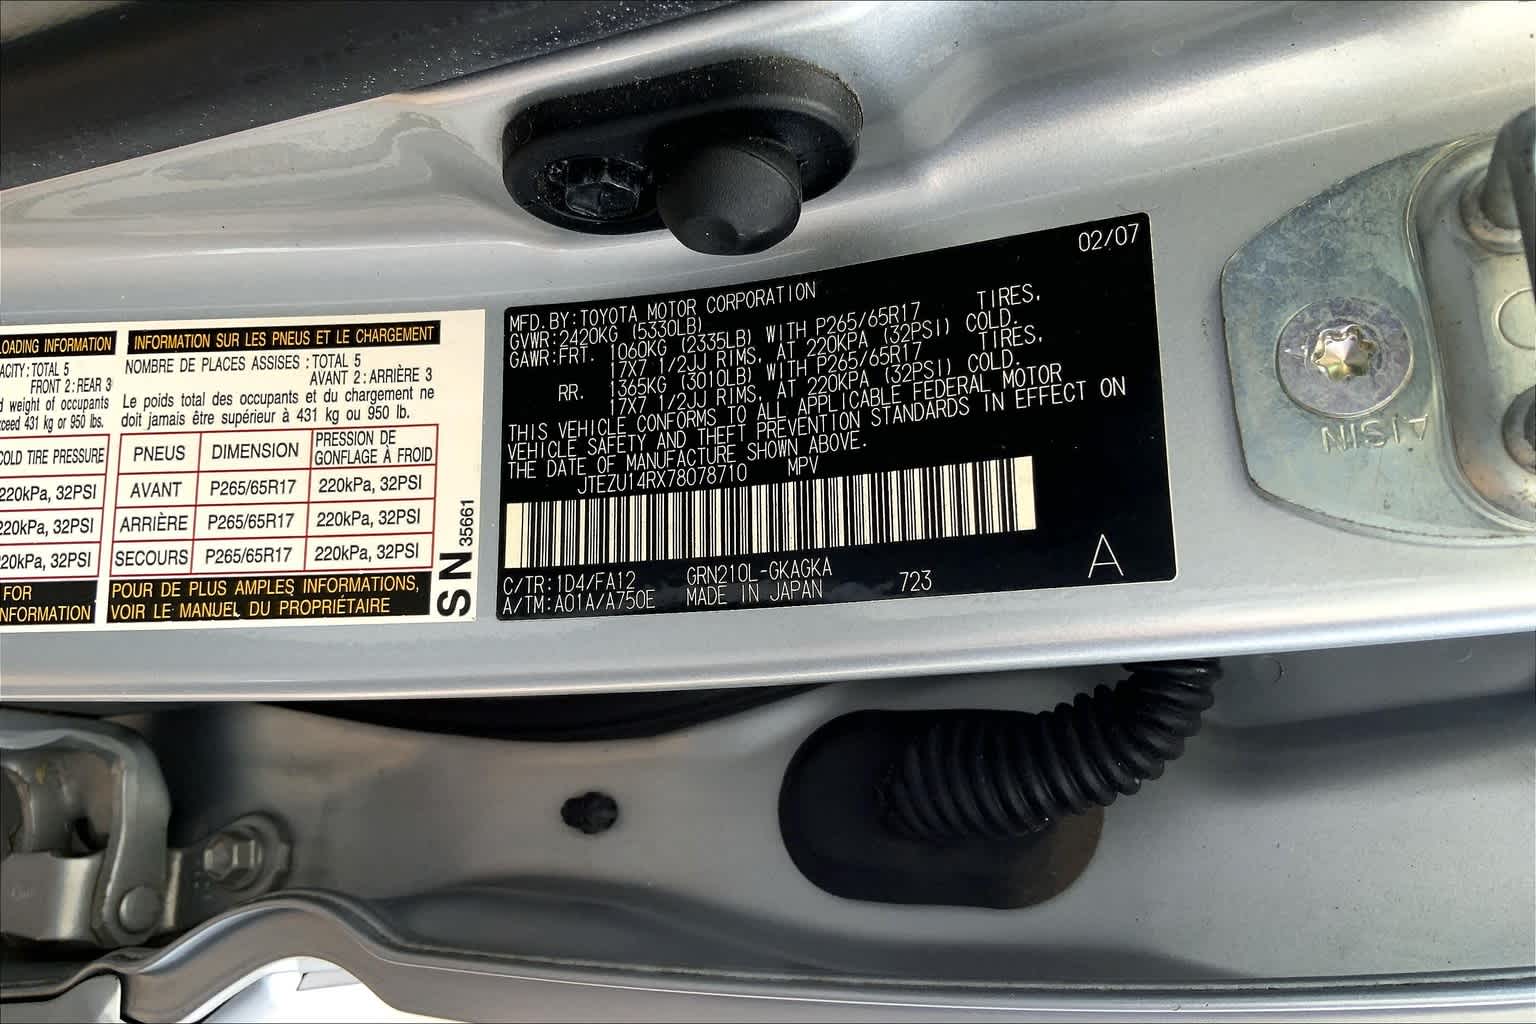 LOADING INFORMATION
ACITY: TOTAL 5
FRONT 2: REAR 3
d weight of occupants
xceed 431 kg or 950 lbs.
COLD TIRE PRESSURE
220kPa, 32PSI
220kPa, 32PSI
220kPa, 32PSI
FOR
INFORMATION
INFORMATION SUR LES PNEUS ET LE CHARGEMENT
NOMBRE DE PLACES ASSISES : TOTAL 5
AVANT 2: ARRIÈRE 3
Le poids total des occupants et du chargement ne
doit jamais être supérieur à 431 kg ou 950 lb.
PNEUS DIMENSION PRESSION DE GONFLAGE À FROID
AVANT P265/65R17 220kPa, 32PSI
ARRIÈRE P265/65R17 220kPa, 32PSI
SECOURS P265/65R17 220kPa, 32PSI
POUR DE PLUS AMPLES INFORMATIONS,
VOIR LE MANUEL DU PROPRIÉTAIRE
SN 35661
02/07
MFD. BY: TOYOTA MOTOR CORPORATION
GVWR: 2420KG (5330LB)
GAWR: FRT. 1060KG (2335LB) WITH P265/65R17 TIRES,
17X7 1/2JJ RIMS, AT 220KPA (32PSI) COLD.
RR. 1365KG (3010LB) WITH P265/65R17 TIRES,
17X7 1/2JJ RIMS, AT 220KPA (32PSI) COLD.
THIS VEHICLE CONFORMS TO ALL APPLICABLE FEDERAL MOTOR
VEHICLE SAFETY AND THEFT PREVENTION STANDARDS IN EFFECT ON
THE DATE OF MANUFACTURE SHOWN ABOVE.
JTEZU14RX78078710 MPV
C/TR: 1D4/FA12 GRN210L-GKAGKA 723
A/TM: A01A/A750E MADE IN JAPAN
A
AISIN